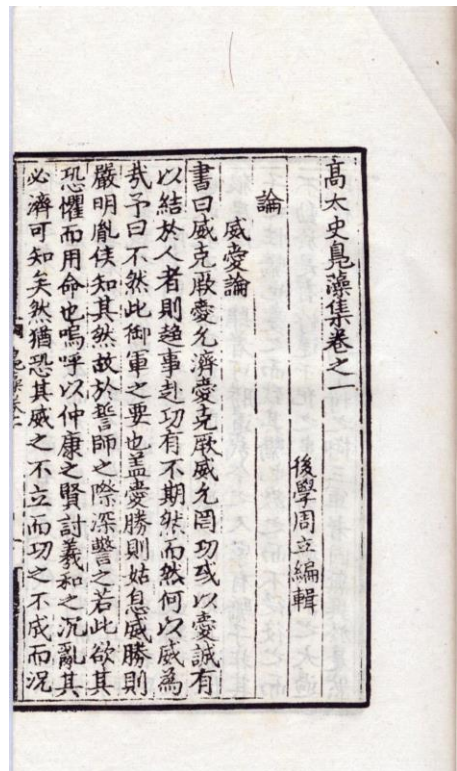 高太史鳬藻集卷之一
後學周立編輯
論
威愛論
書曰威克厥愛允濟愛克厥威允罔功或以愛誠有
以結於人者則趨事赴功有不期然而然何以威為
㢤予曰不然此御軍之要也盖愛勝則姑息威勝則
嚴明胤侯知其然故於誓師之際深警之若此欲其
恐懼而用命也嗚呼以仲康之賢討羲和之沉亂其
必濟可知矣然猶恐其威之不立而功之不成而況